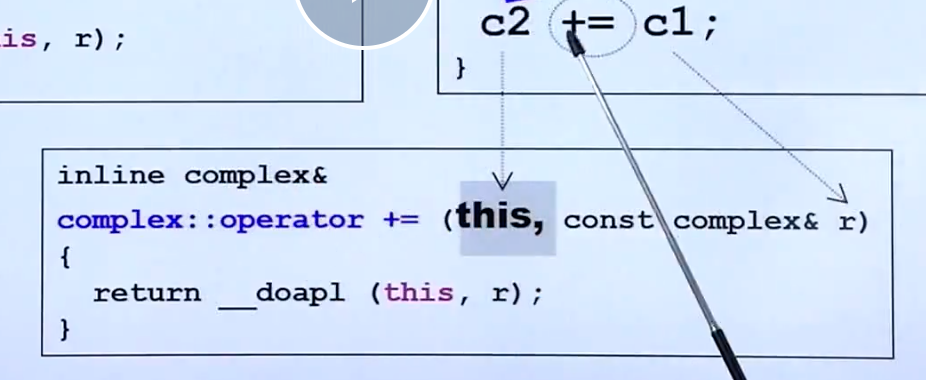 is, r);
c2 += c1;
}
inline complex&
complex::operator += (this, const complex& r)
{
return __doapl (this, r);
}